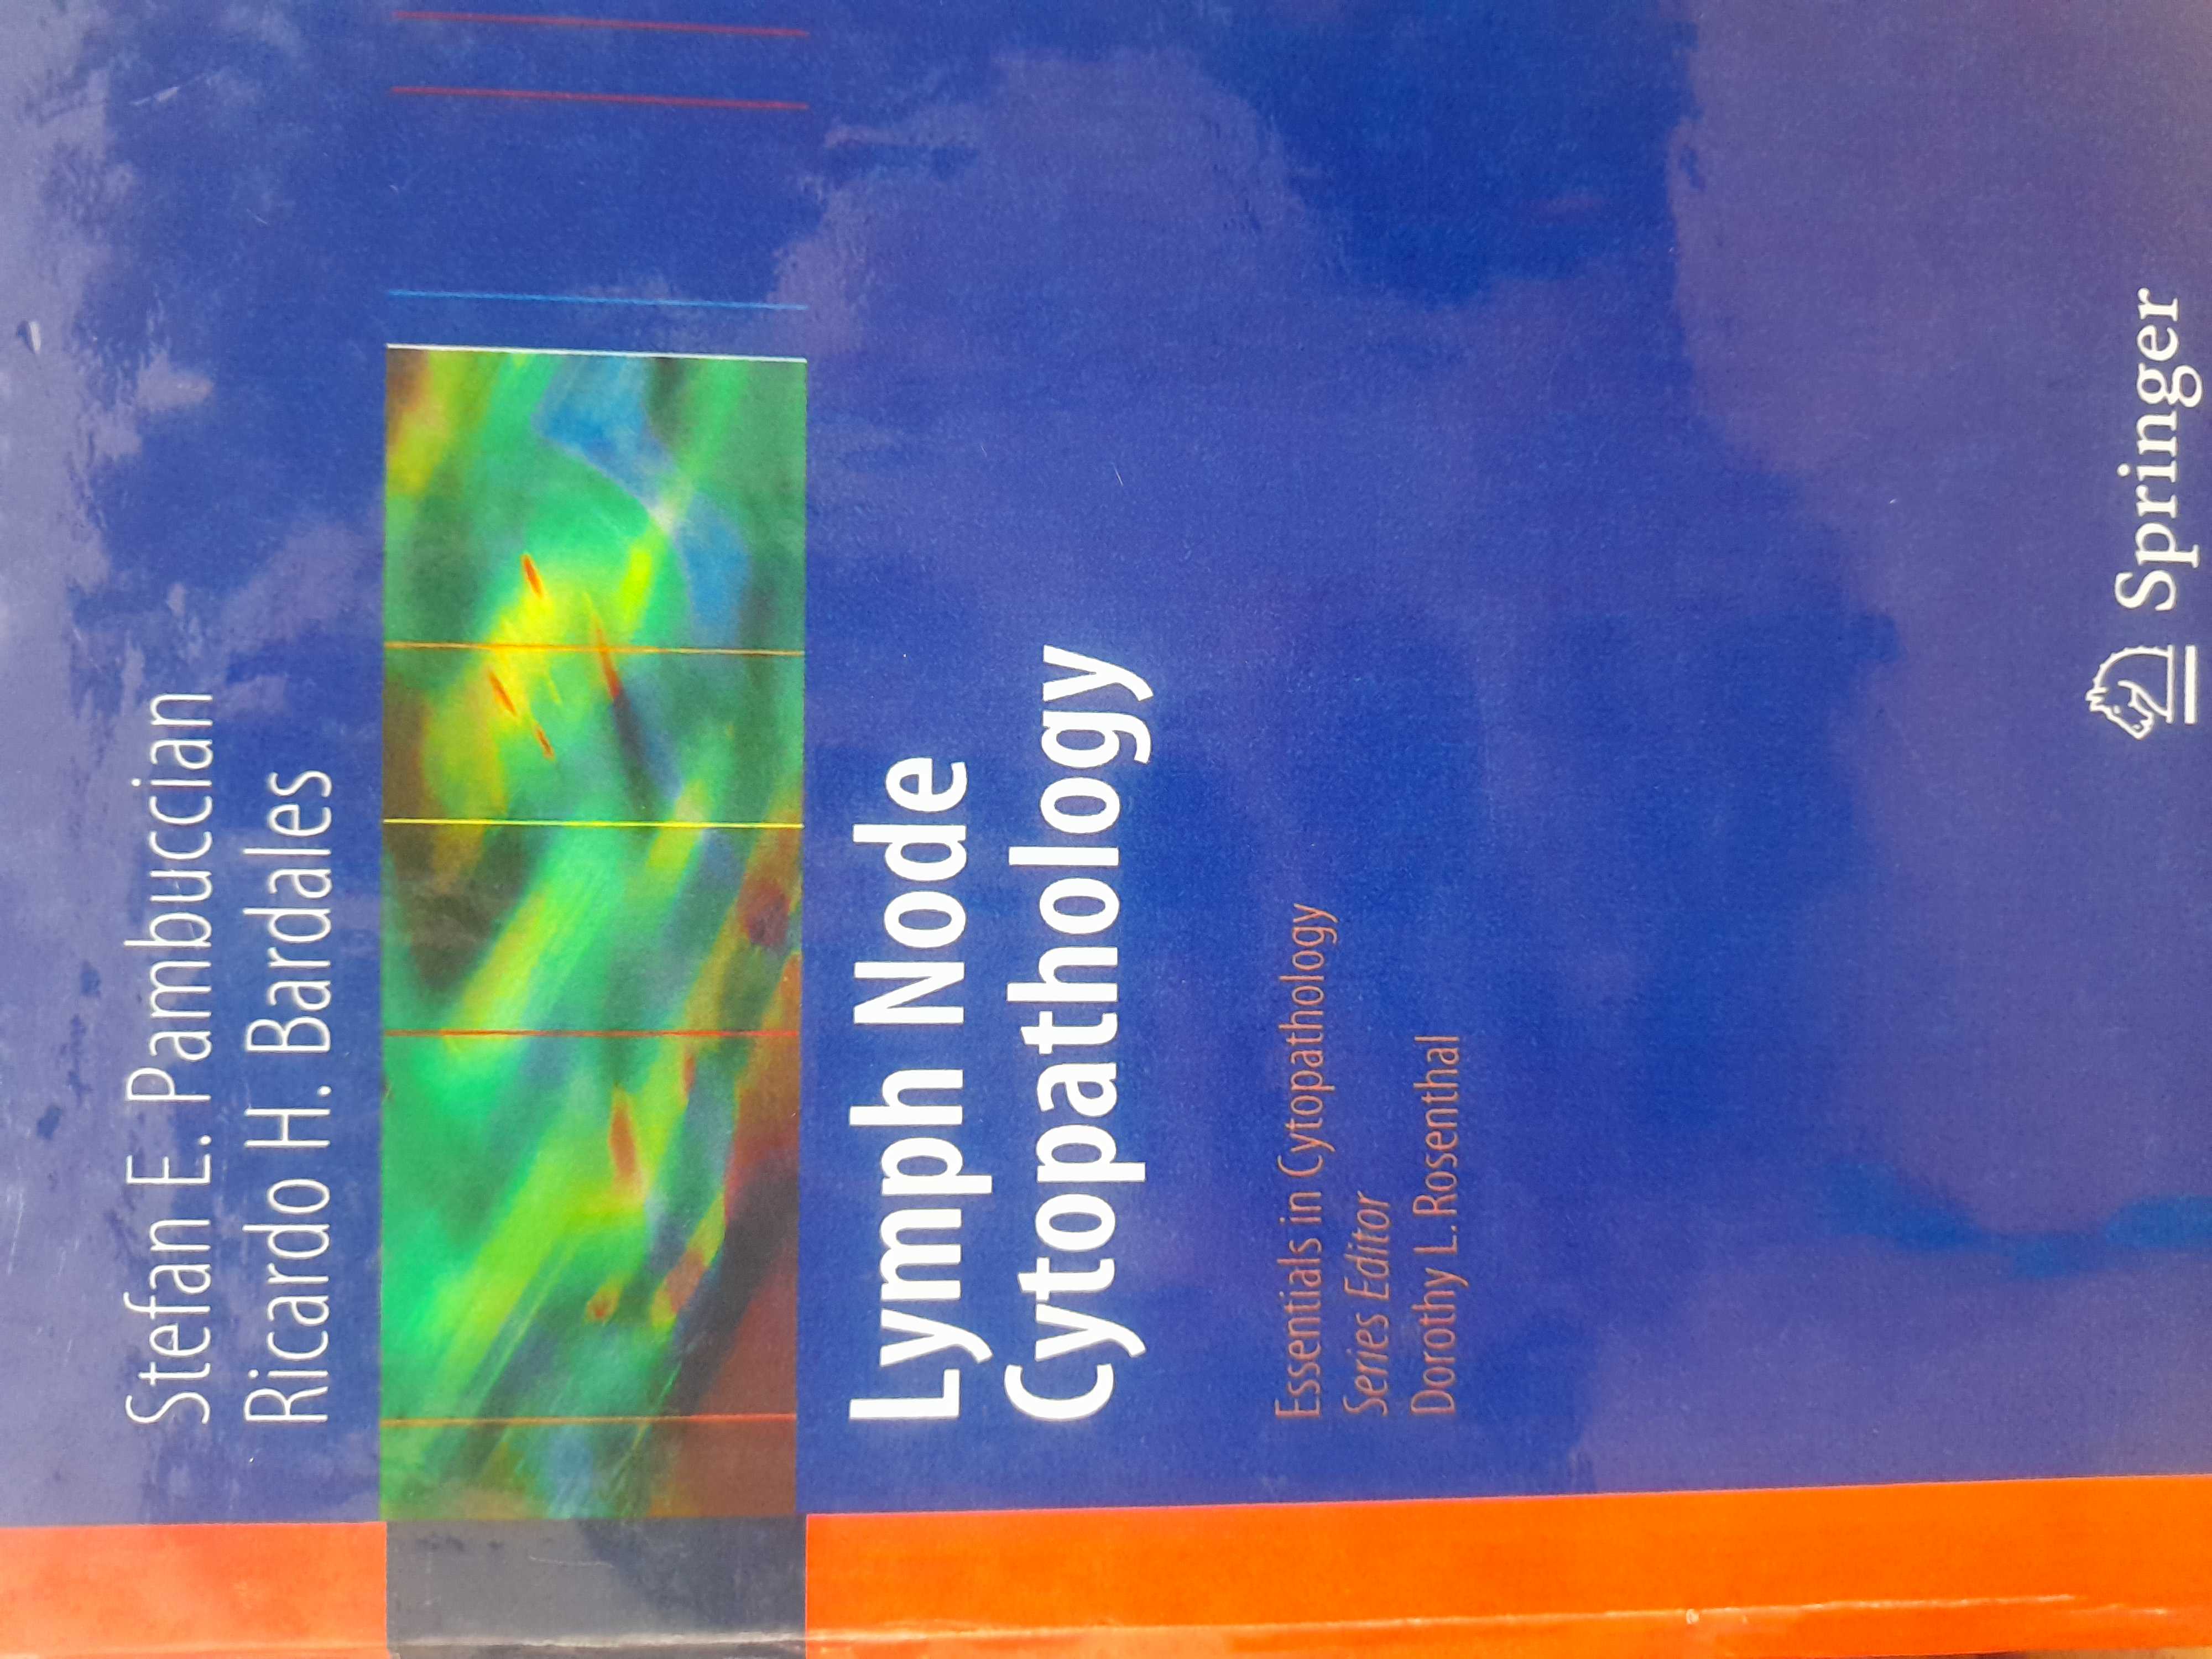 Stefan E. Pambuccian
Ricardo H. Bardales
Lymph Node
Cytopathology
Essentials in Cytopathology
Series Editor
Dorothy L.Rosenthal
Springer